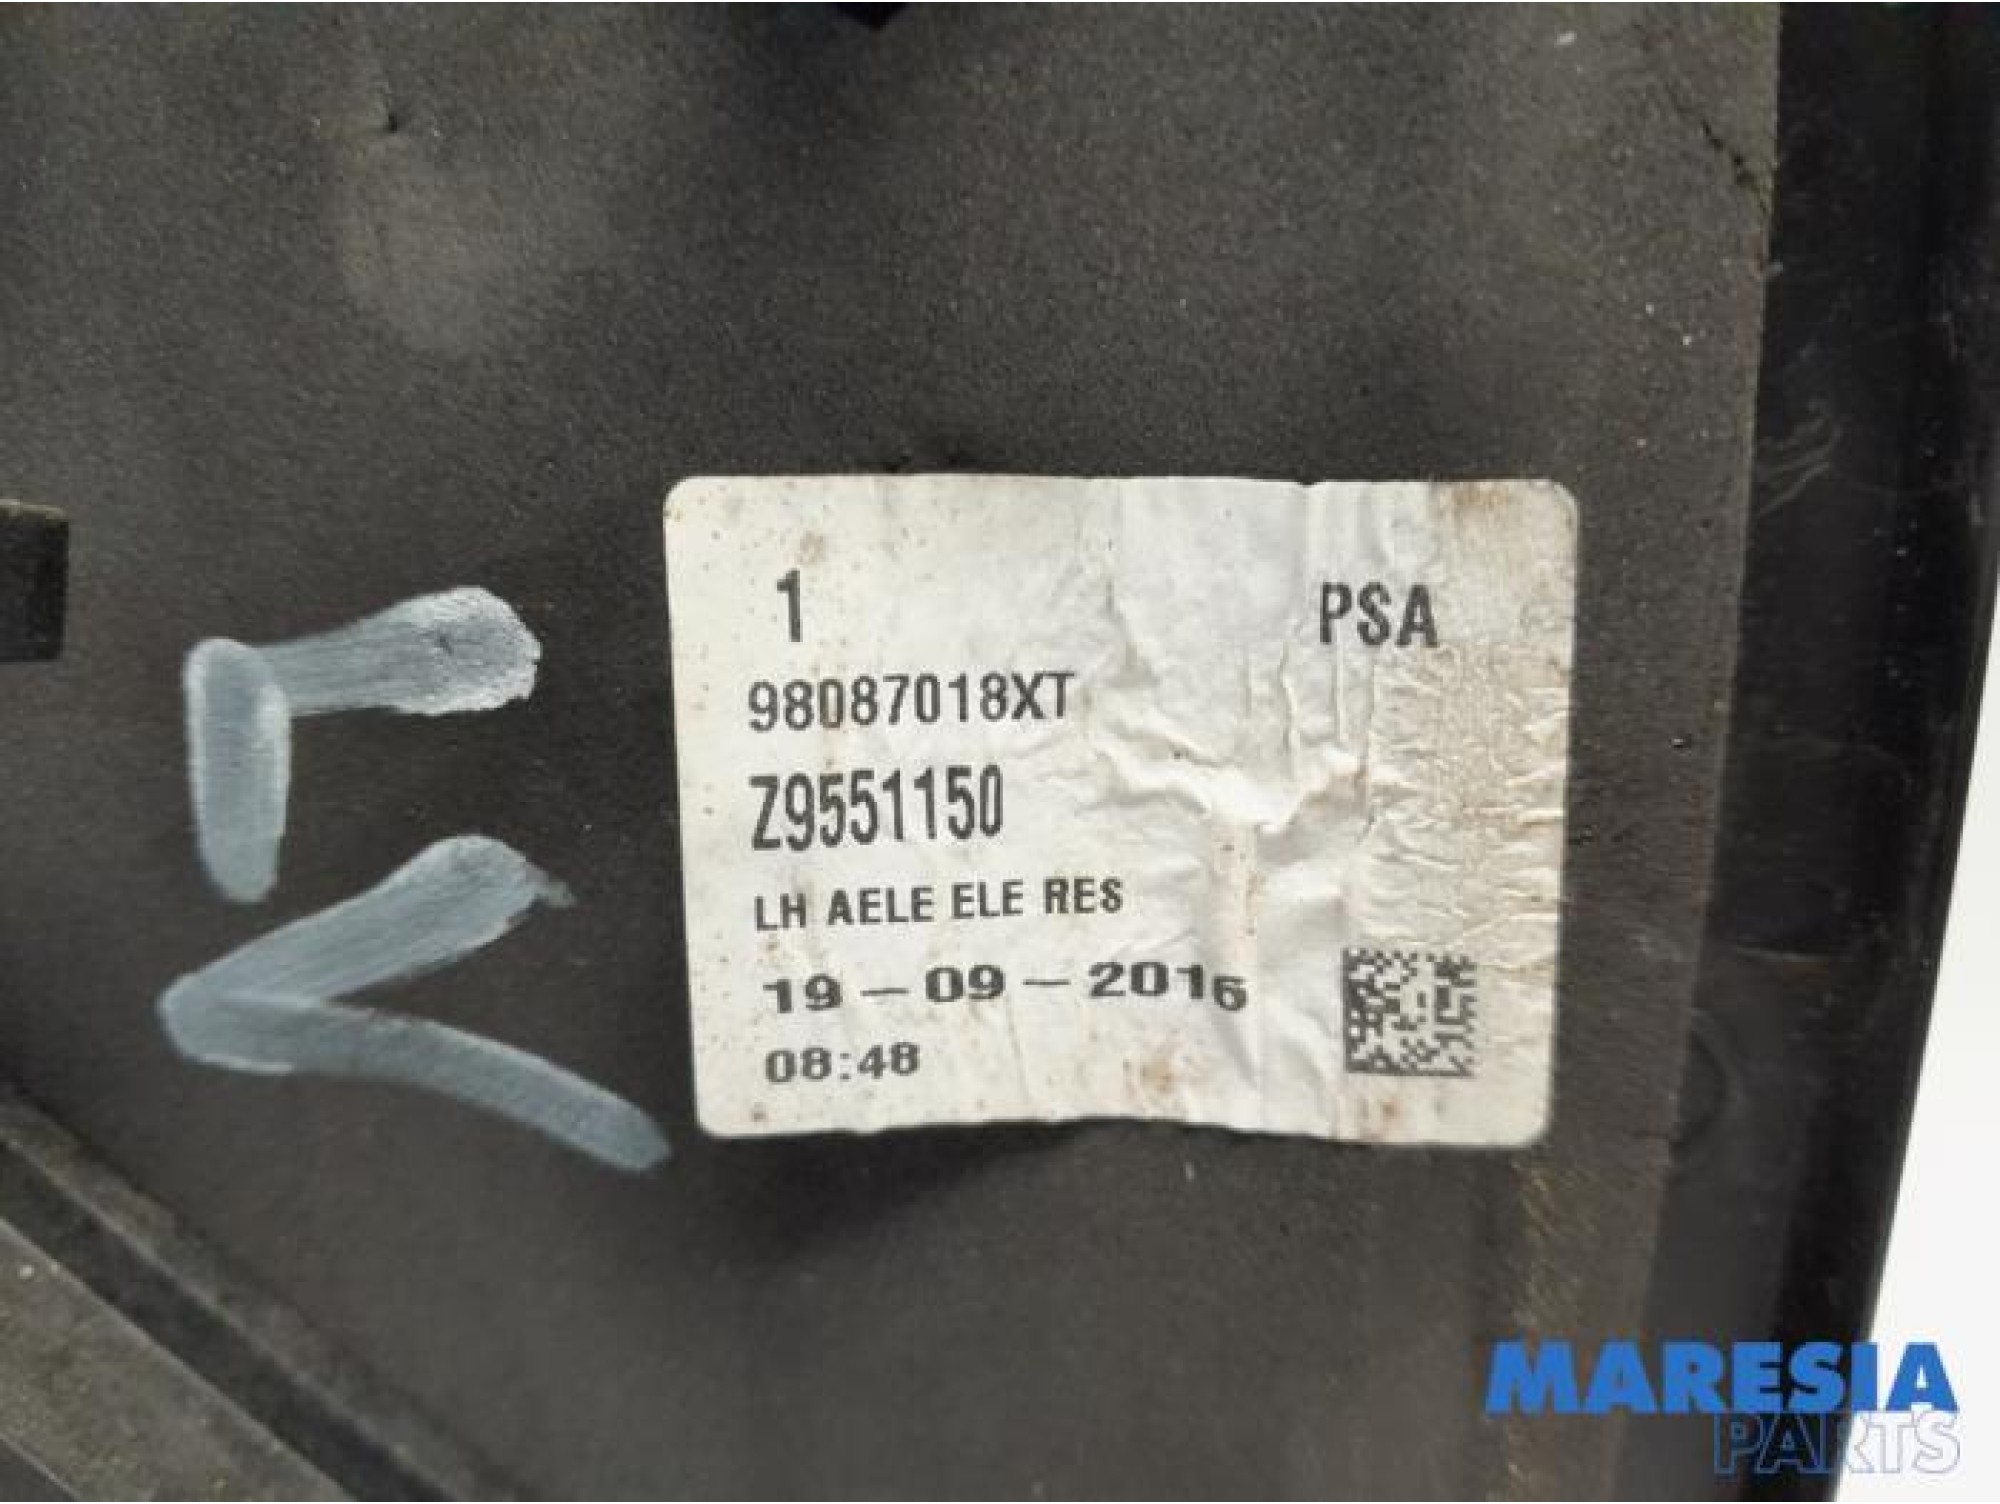 1 PSA
98087018XT
Z9551150
LH AELE ELE RES
19-09-2016
08:48
MARESIA
PARTS